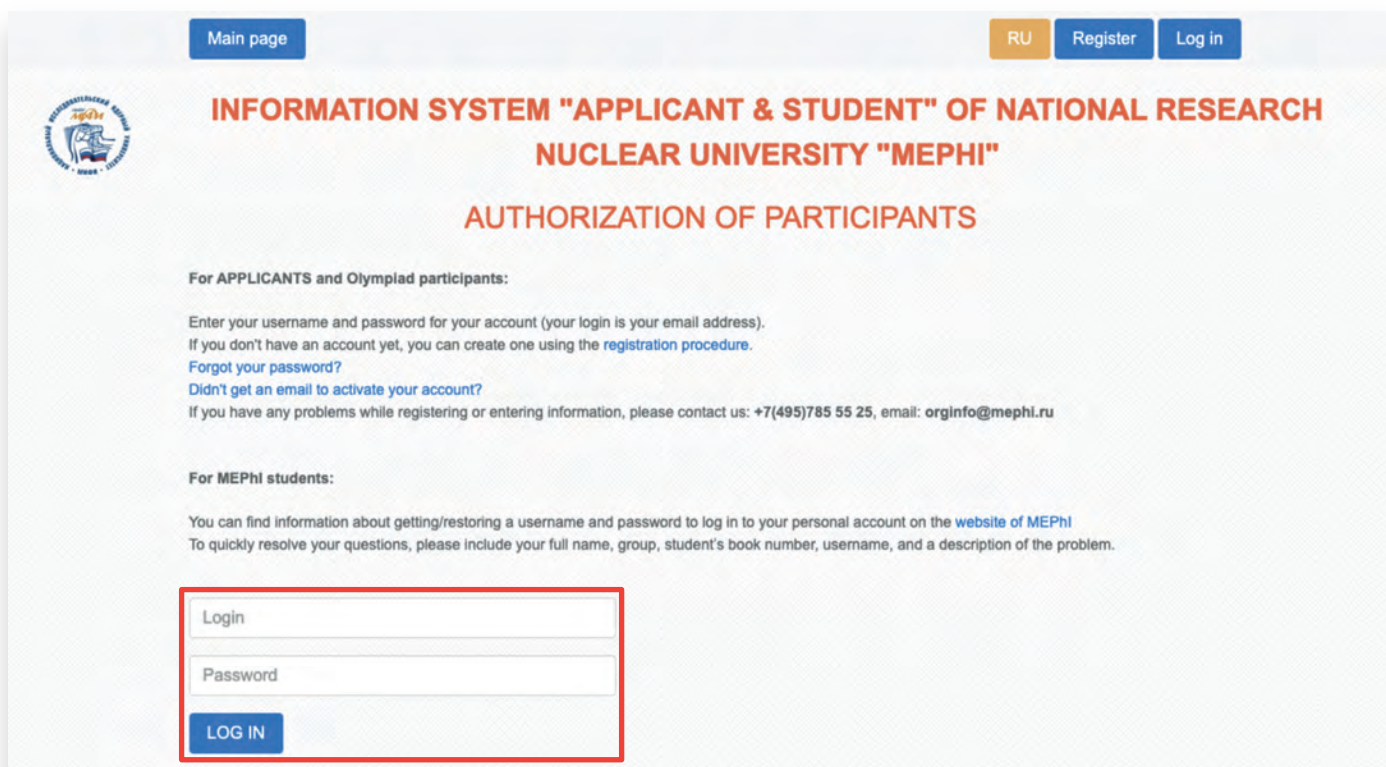 Main page
RU
Register
Log in
INFORMATION SYSTEM "APPLICANT & STUDENT" OF NATIONAL RESEARCH
NUCLEAR UNIVERSITY "MEPHI"
AUTHORIZATION OF PARTICIPANTS
For APPLICANTS and Olympiad participants:
Enter your username and password for your account (your login is your email address).
If you don't have an account yet, you can create one using the registration procedure.
Forgot your password?
Didn't get an email to activate your account?
If you have any problems while registering or entering information, please contact us: +7(495)785 55 25, email: orginfo@mephi.ru
For MEPhI students:
You can find information about getting/restoring a username and password to log in to your personal account on the website of MEPhI
To quickly resolve your questions, please include your full name, group, student's book number, username, and a description of the problem.
Login
Password
LOG IN